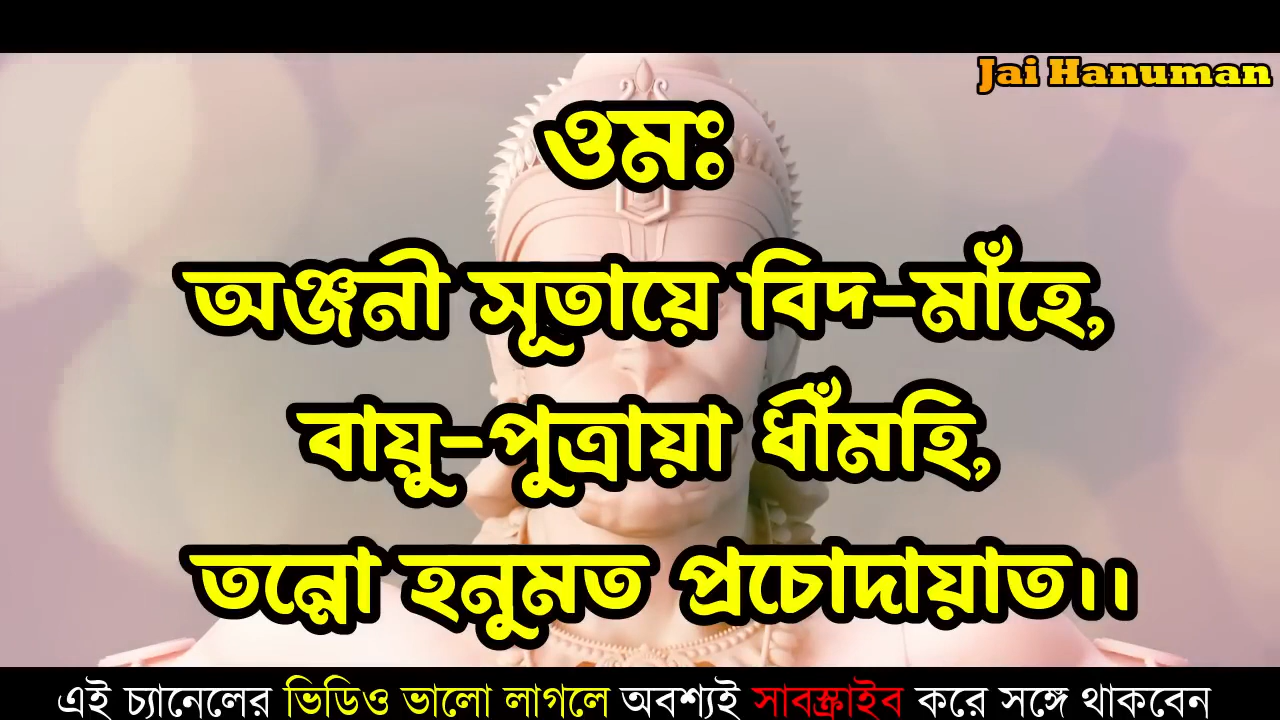 Jai Hanuman
ওমঃ
অঞ্জনী সূতায়ে বিদ-মাঁহে,
বায়ু-পুত্রায়া ধীঁমহি,
তন্নো হনুমত প্রচোদায়াত।।
এই চ্যানেলের ভিডিও ভালো লাগলে অবশ্যই সাবস্ক্রাইব করে সঙ্গে থাকবেন